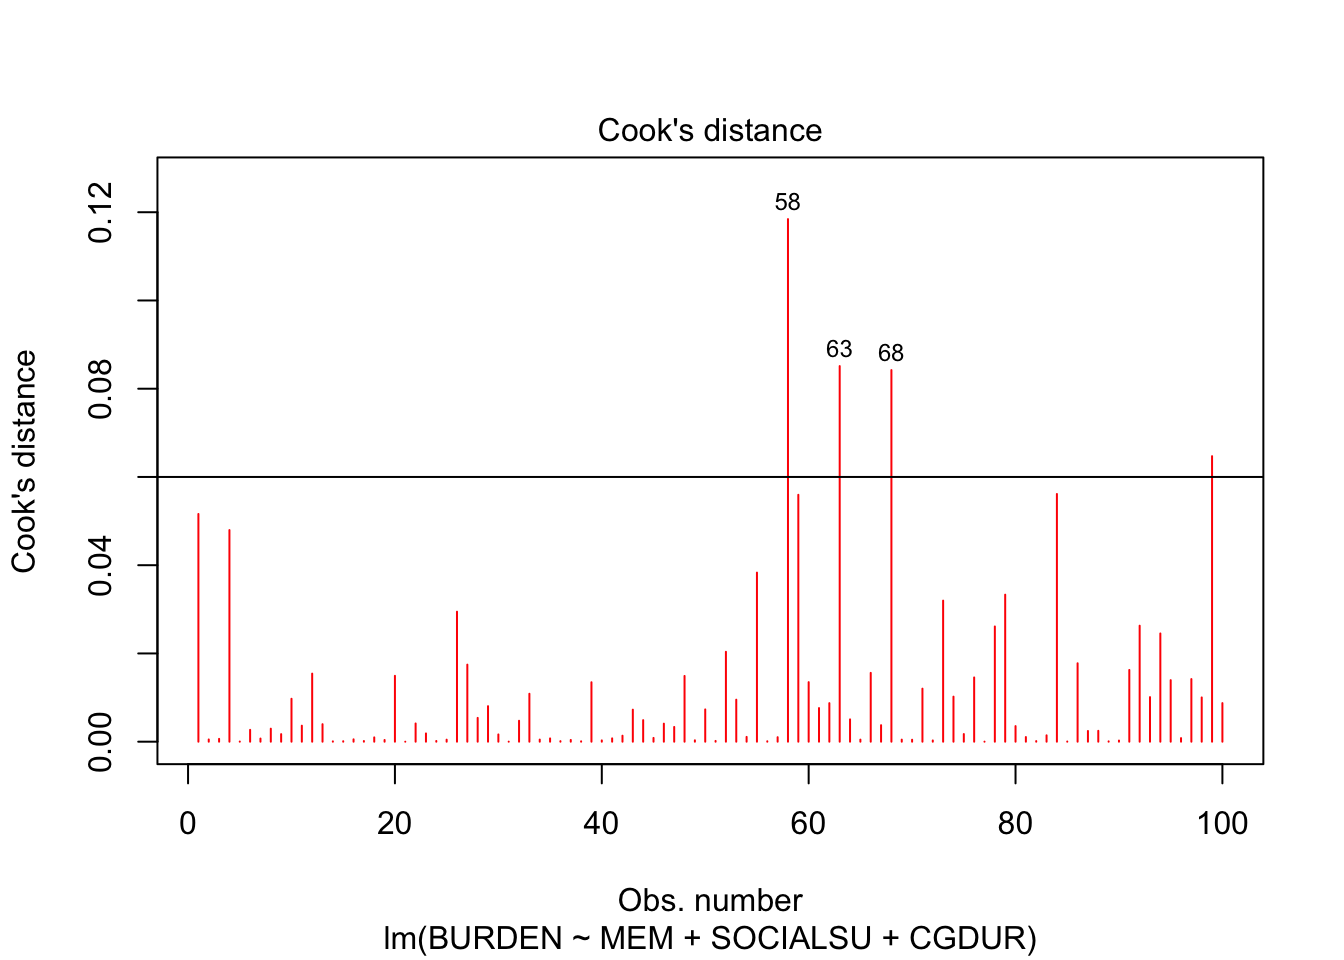 Cook's distance
Cook's distance
0.00
0.04
0.08
0.12
58
63
68
0 20 40 60 80 100
Obs. number
lm(BURDEN ~ MEM + SOCIALSU + CGDUR)